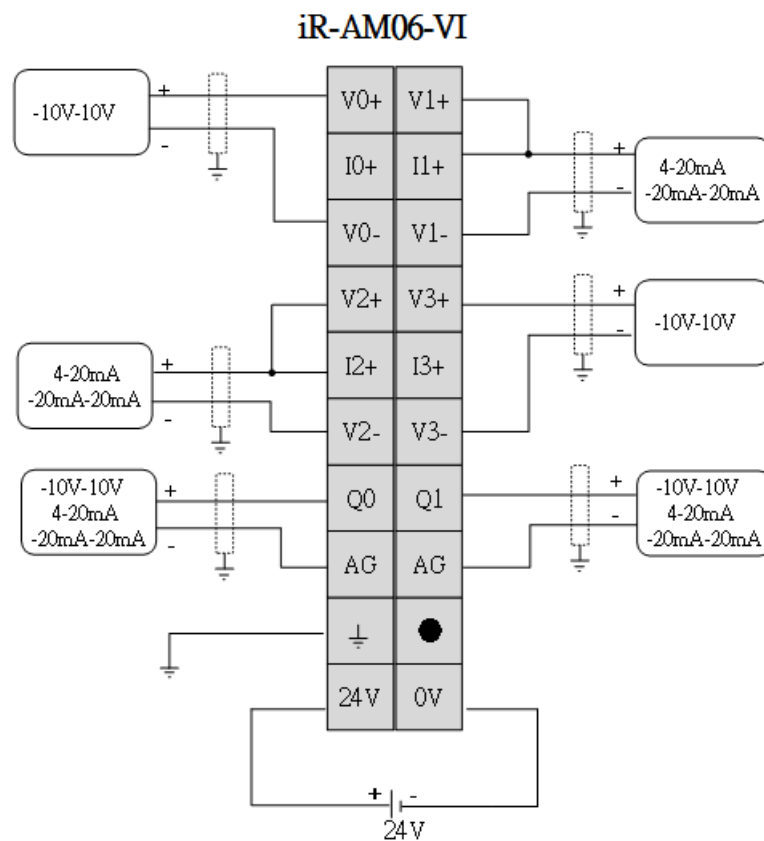 iR-AM06-VI
-10V-10V
+
-
V0+ V1+
I0+ I1+
V0- V1-
V2+ V3+
I2+ I3+
V2- V3-
Q0 Q1
AG AG
24V 0V
+
-
4-20mA
-20mA-20mA
+
-
-10V-10V
4-20mA
-20mA-20mA
+
-
-10V-10V
4-20mA
-20mA-20mA
+
-
-10V-10V
4-20mA
-20mA-20mA
+
-
+ -
24V